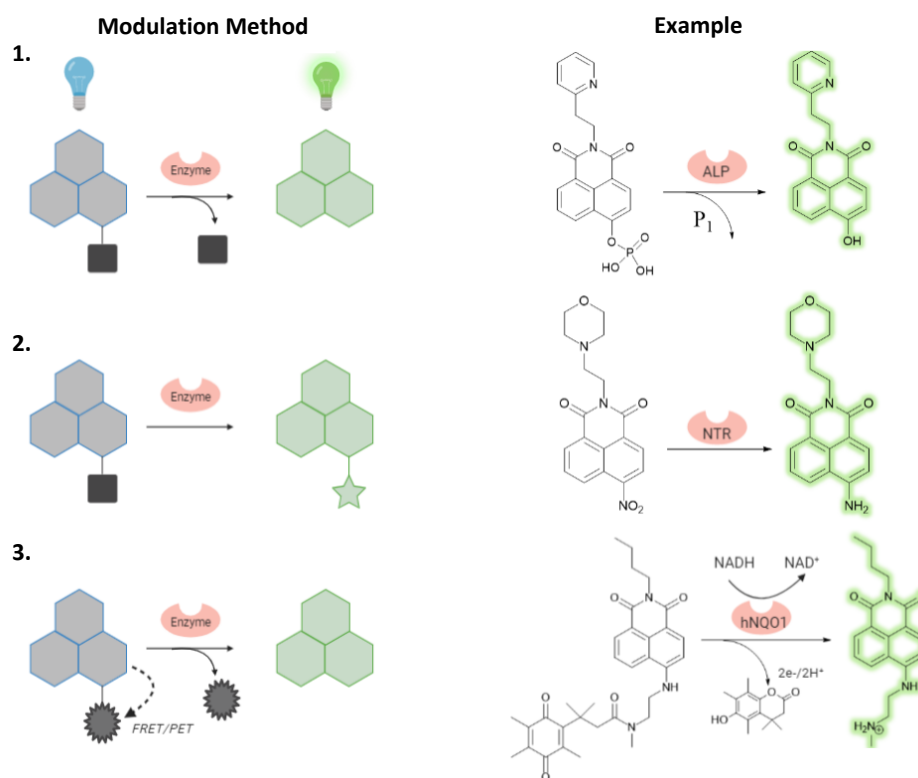 Modulation Method
Example
1.
Enzyme
N
O
N
O
O
O
P
HO
OH
ALP
P1
N
O
N
O
OH
2.
Enzyme
O
N
O
N
O
NO2
NTR
O
N
O
N
O
NH2
3.
Enzyme
FRET/PET
O
N
O
NH
O
O
N
O
NADH
NAD+
hNQO1
2e-/2H+
O
O
HO
O
N
O
NH
H2N
⊕